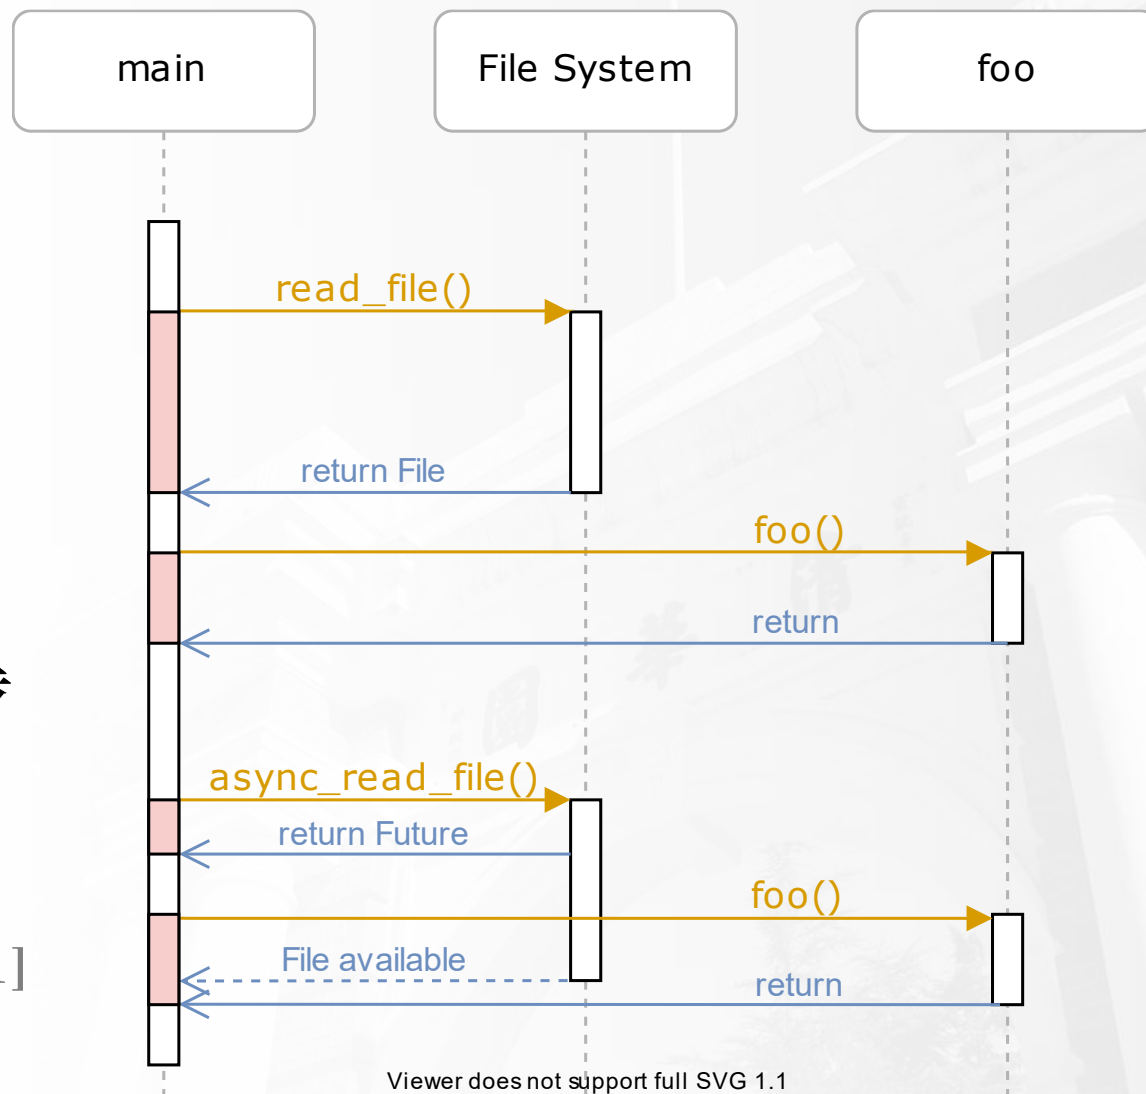 main
File System
foo
read_file()
return File
foo()
return
async_read_file()
return Future
foo()
File available
return
]
Viewer does not support full SVG 1.1